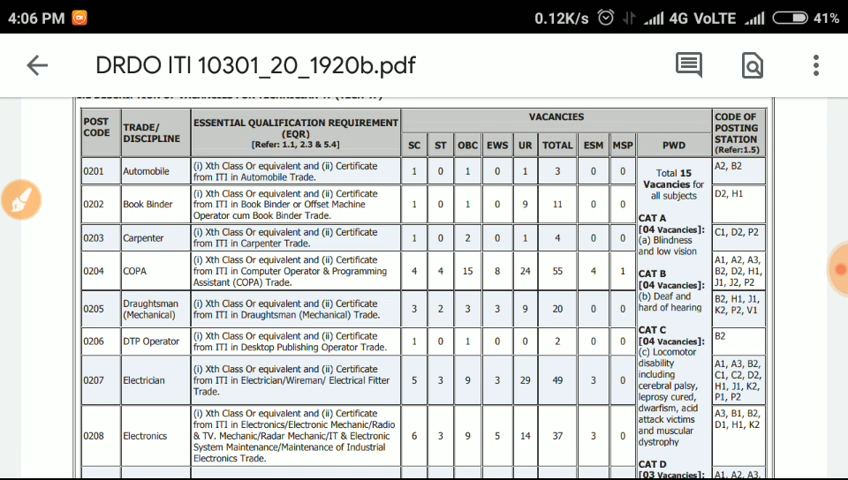 4:06 PM
0.12K/s 4G VoLTE 41%
DRDO ITI 10301_20_1920b.pdf
POST CODE
TRADE/ DISCIPLINE
ESSENTIAL QUALIFICATION REQUIREMENT
(EQR)
[Refer: 1.1, 2.3 & 5.4]
VACANCIES
CODE OF
POSTING
STATION
(Refer:1.5)
SC ST OBC EWS UR TOTAL ESM MSP PWD
0201 Automobile
(i) Xth Class Or equivalent and (ii) Certificate
from ITI in Automobile Trade.
1 0 1 0 1 3 0 0
A2, B2
0202 Book Binder
(i) Xth Class Or equivalent and (ii) Certificate
from ITI in Book Binder or Offset Machine
Operator cum Book Binder Trade.
1 0 1 0 9 11 0 0
D2, H1
0203 Carpenter
(i) Xth Class Or equivalent and (ii) Certificate
from ITI in Carpenter Trade.
1 0 2 0 1 4 0 0
C1, D2, P2
0204 COPA
(i) Xth Class Or equivalent and (ii) Certificate
from ITI in Computer Operator & Programming
Assistant (COPA) Trade.
4 4 15 8 24 55 4 1
A1, A2, A3,
B2, D2, H1,
J1, J2, P2
0205 Draughtsman
(Mechanical)
(i) Xth Class Or equivalent and (ii) Certificate
from ITI in Draughtsman (Mechanical) Trade.
3 2 3 3 9 20 0 0
B2, H1, J1,
K2, P2, V1
0206 DTP Operator
(i) Xth Class Or equivalent and (ii) Certificate
from ITI in Desktop Publishing Operator Trade.
1 0 1 0 0 2 0 0
B2
0207 Electrician
(i) Xth Class Or equivalent and (ii) Certificate
from ITI in Electrician/Wireman/ Electrical Fitter
Trade.
5 3 9 3 29 49 3 0
A1, A3, B2,
C1, C2, D2,
H1, J1, K2,
P1, P2
0208 Electronics
(i) Xth Class Or equivalent and (ii) Certificate
from ITI in Electronics/Electronic Mechanic/Radio
& TV. Mechanic/Radar Mechanic/IT & Electronic
System Maintenance/Maintenance of Industrial
Electronics Trade.
6 3 9 5 14 37 3 0
A3, B1, B2,
D1, H1, K2
Total 15
Vacancies for
all subjects
CAT A
[04 Vacancies]:
(a) Blindness
and low vision
CAT B
[04 Vacancies]:
(b) Deaf and
hard of hearing
CAT C
[04 Vacancies]:
(c) Locomotor
disability
including
cerebral palsy,
leprosy cured,
dwarfism, acid
attack victims
and muscular
dystrophy
CAT D
[03 Vacancies]:
A1, A2, A3,